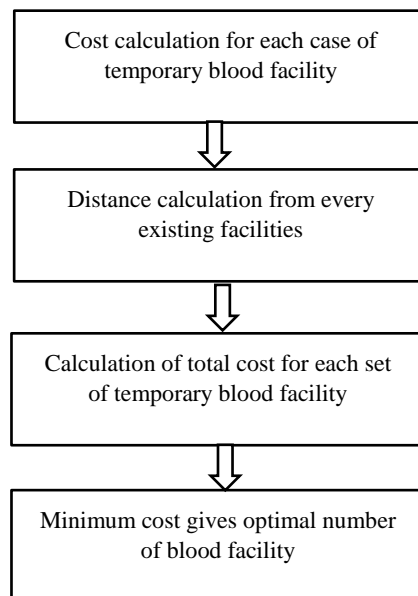 Cost calculation for each case of
temporary blood facility
Distance calculation from every
existing facilities
Calculation of total cost for each set
of temporary blood facility
Minimum cost gives optimal number
of blood facility